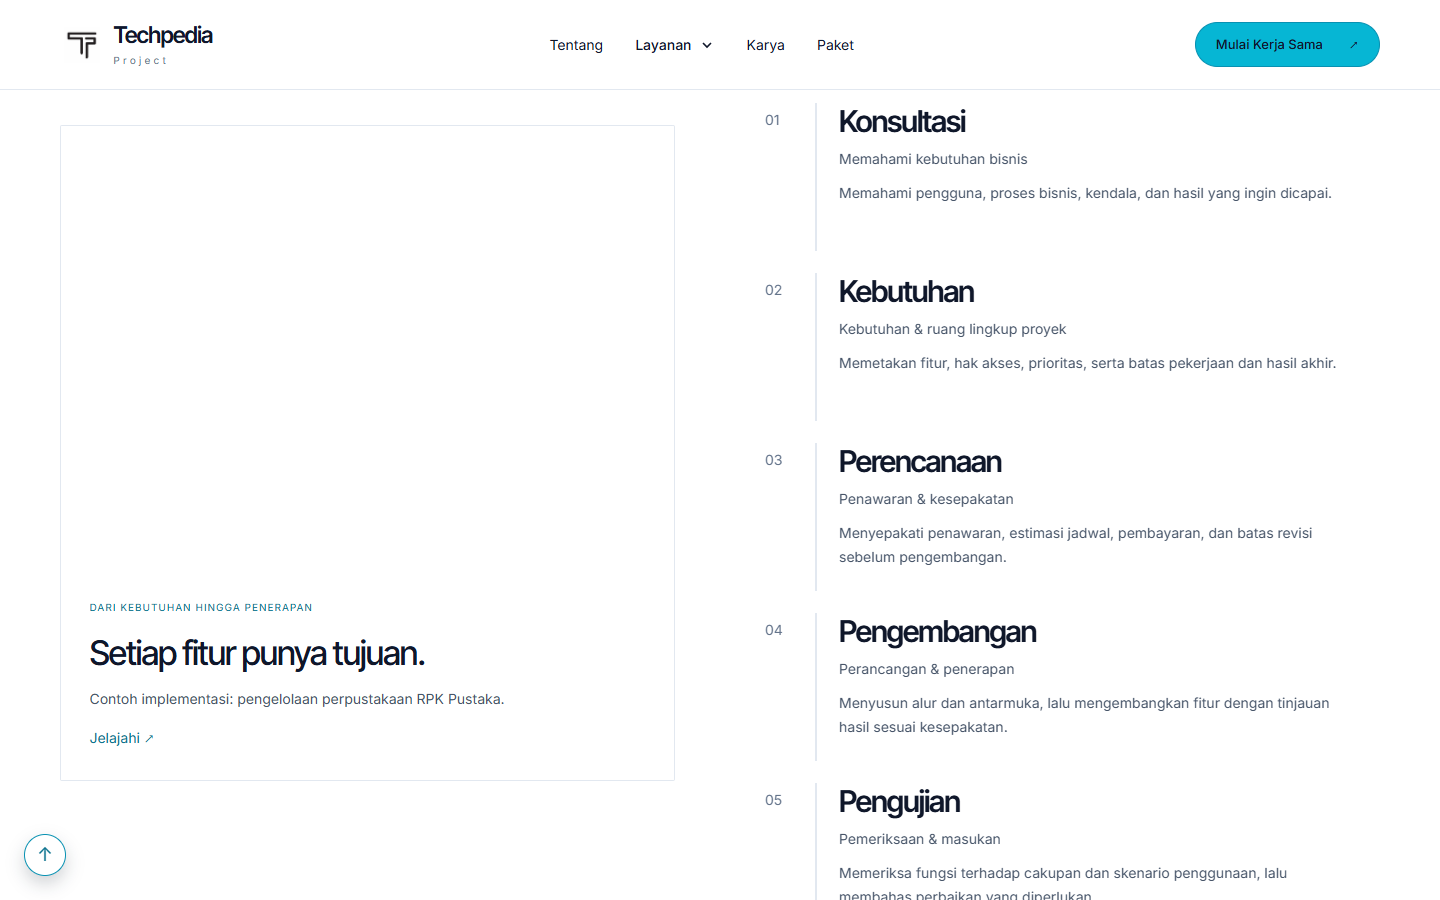 Techpedia
Project
Tentang
Layanan
Karya
Paket
Mulai Kerja Sama ↗
DARI KEBUTUHAN HINGGA PENERAPAN
Setiap fitur punya tujuan.
Contoh implementasi: pengelolaan perpustakaan RPK Pustaka.
Jelajahi ↗
01
Konsultasi
Memahami kebutuhan bisnis
Memahami pengguna, proses bisnis, kendala, dan hasil yang ingin dicapai.
02
Kebutuhan
Kebutuhan & ruang lingkup proyek
Memetakan fitur, hak akses, prioritas, serta batas pekerjaan dan hasil akhir.
03
Perencanaan
Penawaran & kesepakatan
Menyepakati penawaran, estimasi jadwal, pembayaran, dan batas revisi
sebelum pengembangan.
04
Pengembangan
Perancangan & penerapan
Menyusun alur dan antarmuka, lalu mengembangkan fitur dengan tinjauan
hasil sesuai kesepakatan.
05
Pengujian
Pemeriksaan & masukan
Memeriksa fungsi terhadap cakupan dan skenario penggunaan, lalu
membahas perbaikan yang diperlukan.